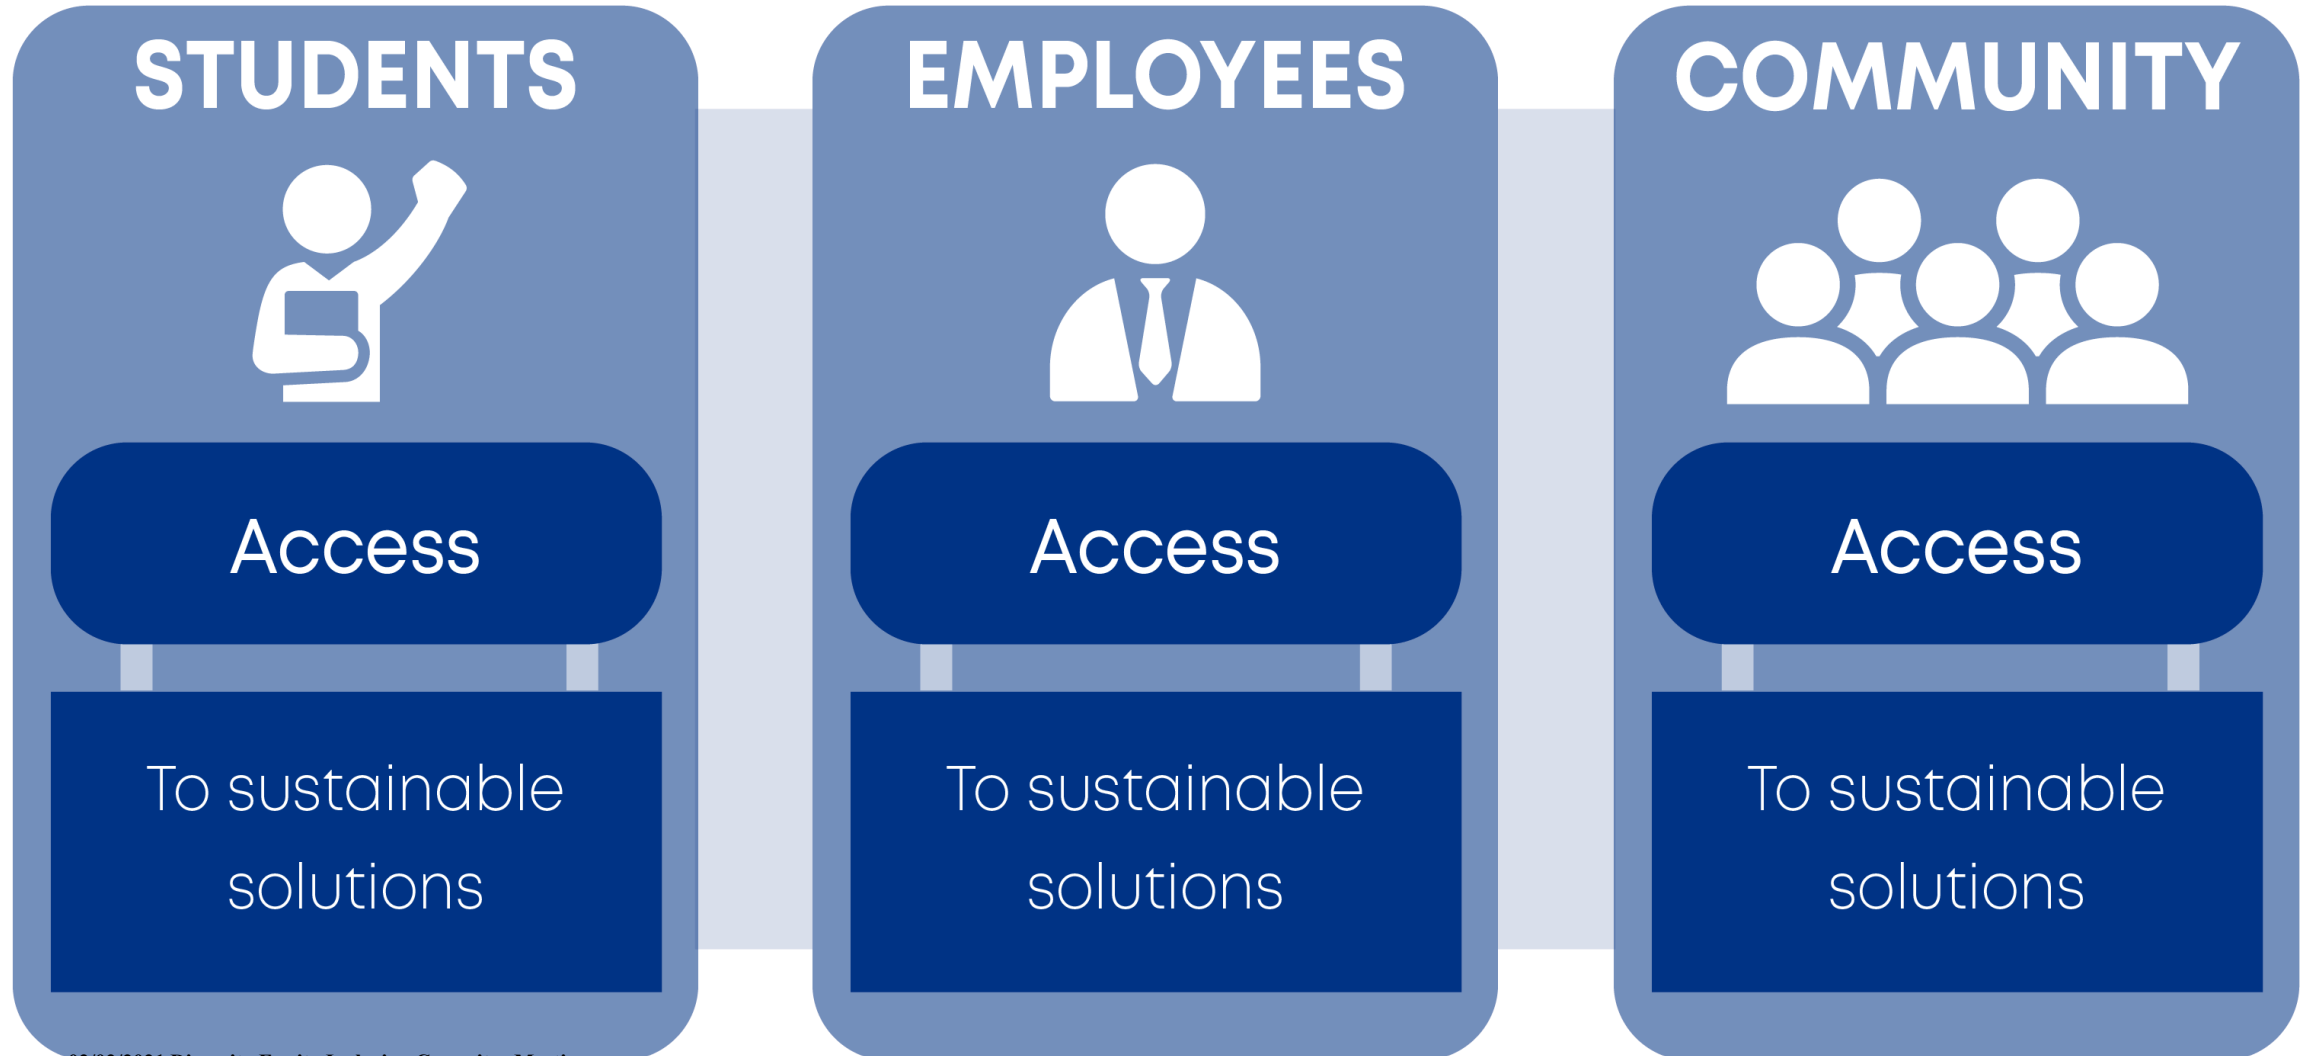 STUDENTS
EMPLOYEES
COMMUNITY
Access
Access
Access
To sustainable
solutions
To sustainable
solutions
To sustainable
solutions